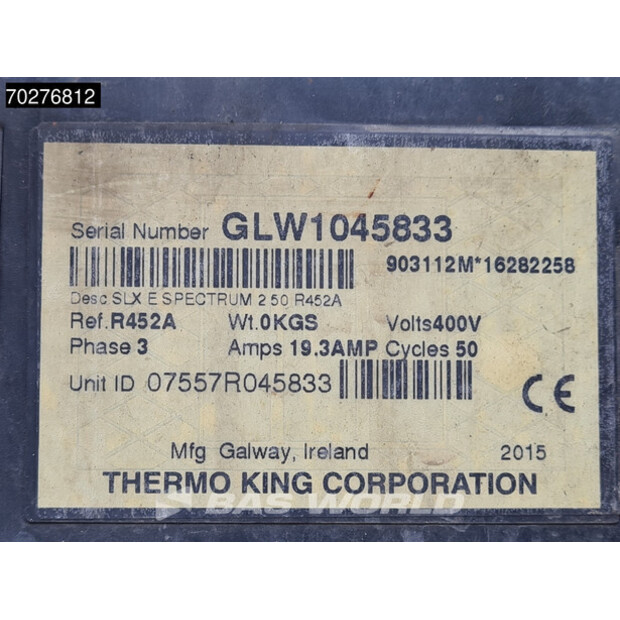 70276812
Serial Number GLW1045833
903112M*16282258
Desc SLX E SPECTRUM 2 50 R452A
Ref.R452A Wt.0KGS Volts400V
Phase 3 Amps 19.3AMP Cycles 50
Unit ID 07557R045833
CE
Mfg Galway, Ireland 2015
THERMO KING CORPORATION
BAS WORLD